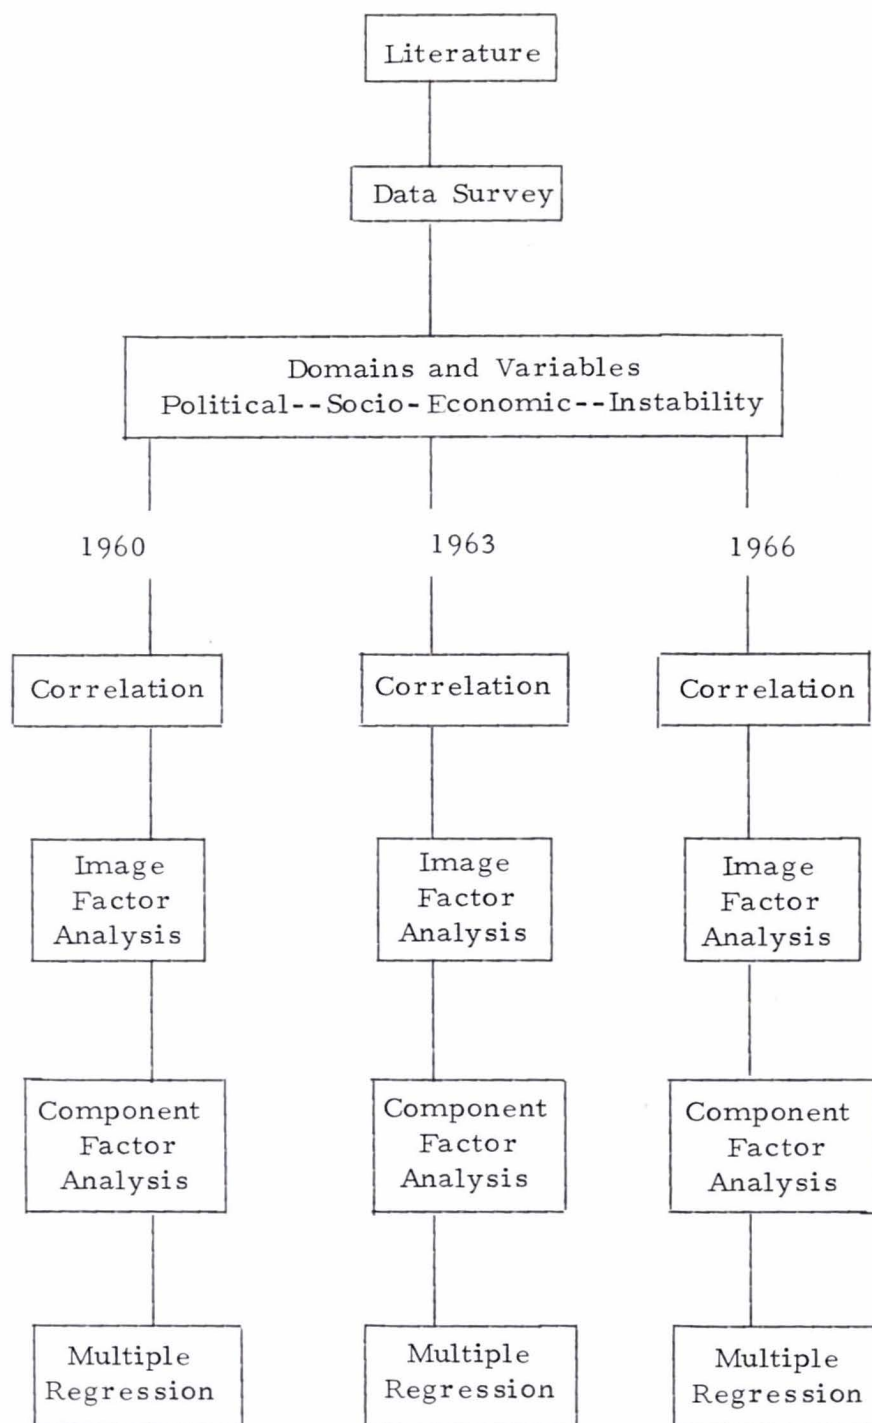 Literature
Data Survey
Domains and Variables
Political--Socio-Economic--Instability
1960
1963
1966
Correlation
Correlation
Correlation
Image
Factor
Analysis
Image
Factor
Analysis
Image
Factor
Analysis
Component
Factor
Analysis
Component
Factor
Analysis
Component
Factor
Analysis
Multiple
Regression
Multiple
Regression
Multiple
Regression